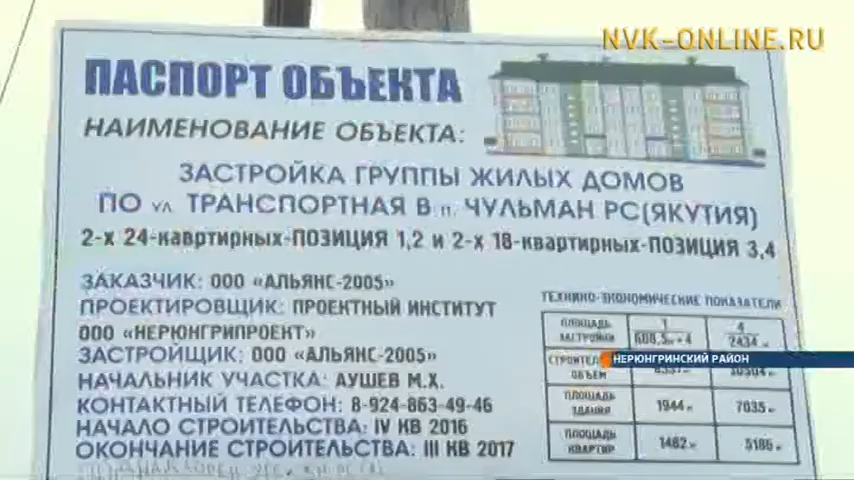 NVK-ONLINE.RU
ПАСПОРТ ОБЪЕКТА
НАИМЕНОВАНИЕ ОБЪЕКТА:
ЗАСТРОЙКА ГРУППЫ ЖИЛЫХ ДОМОВ
ПО ул. ТРАНСПОРТНАЯ В п. ЧУЛЬМАН РС(ЯКУТИЯ)
2-х 24-кавртирных-ПОЗИЦИЯ 1,2 и 2-х 18-квартирных-ПОЗИЦИЯ 3,4
ЗАКАЗЧИК: ООО «АЛЬЯНС-2005»
ПРОЕКТИРОВЩИК: ПРОЕКТНЫЙ ИНСТИТУТ
ООО «НЕРЮНГРИПРОЕКТ»
ЗАСТРОЙЩИК: ООО «АЛЬЯНС-2005»
НАЧАЛЬНИК УЧАСТКА: АУШЕВ М.Х.
КОНТАКТНЫЙ ТЕЛЕФОН: 8-924-863-49-46
НАЧАЛО СТРОИТЕЛЬСТВА: IV КВ 2016
ОКОНЧАНИЕ СТРОИТЕЛЬСТВА: III КВ 2017
ТЕХНИКО-ЭКОНОМИЧЕСКИЕ ПОКАЗАТЕЛИ
ПЛОЩАДЬ ЗАСТРОЙКИ 1 4
2434 м
НЕРЮНГРИНСКИЙ РАЙОН
ОБЪЕМ
ПЛОЩАДЬ ЗДАНИЯ 1944 м 7635 м
ПЛОЩАДЬ КВАРТИР 1462 м 5186 м